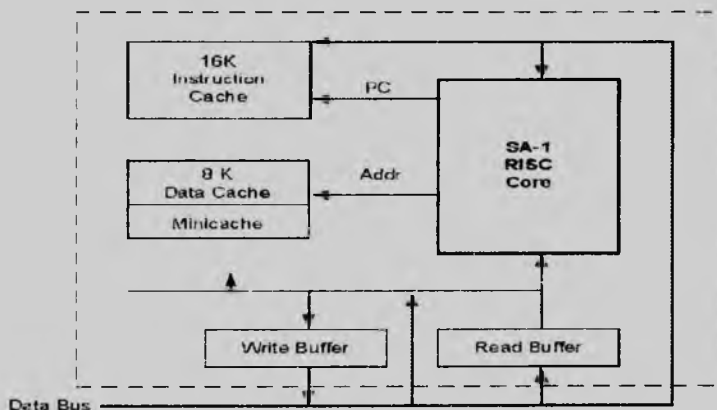 16K
Instruction
Cache
PC
SA-1
RISC
Core
8 K
Data Cache
Addr
Minicache
Write Buffer
Read Buffer
Data Bus